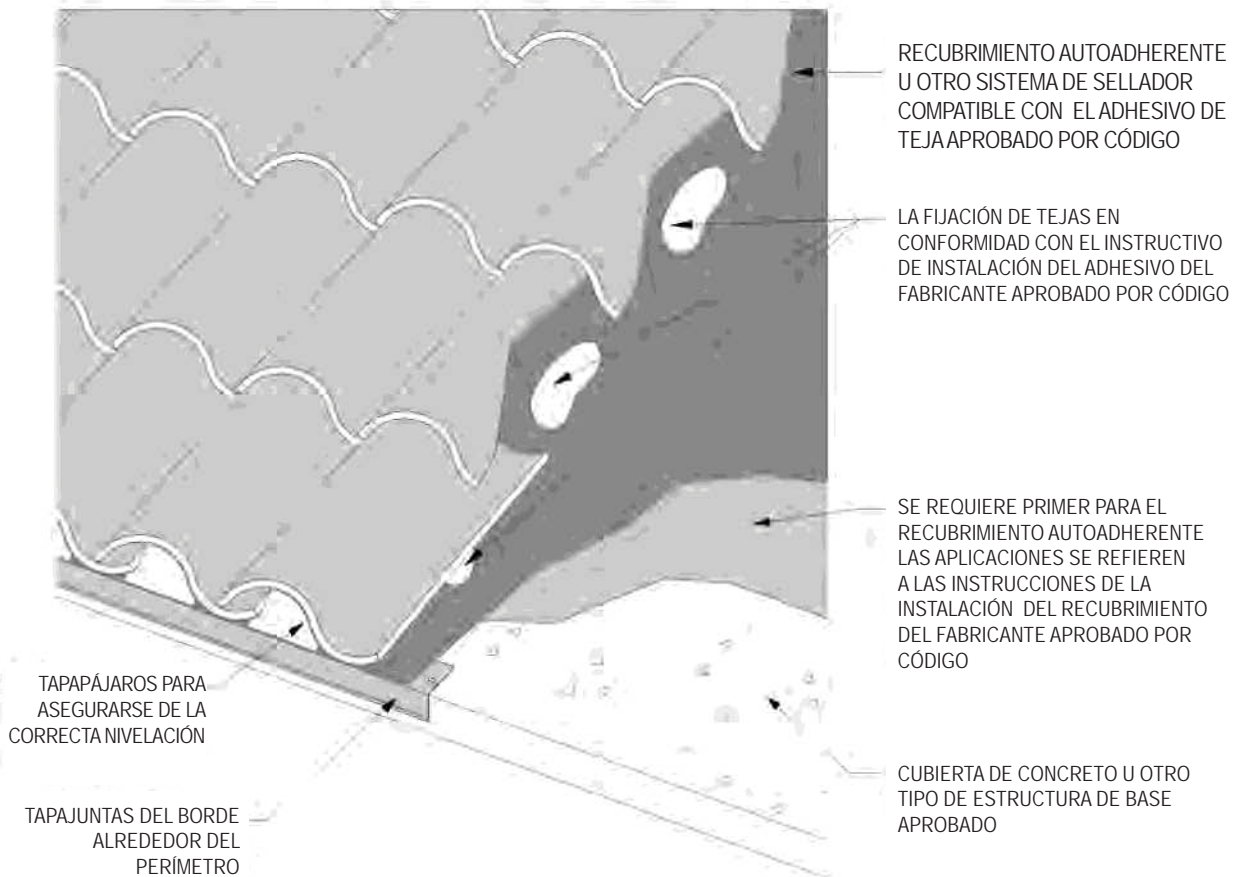 RECUBRIMIENTO AUTOADHERENTE
U OTRO SISTEMA DE SELLADOR
COMPATIBLE CON EL ADHESIVO DE
TEJA APROBADO POR CÓDIGO
LA FIJACIÓN DE TEJAS EN
CONFORMIDAD CON EL INSTRUCTIVO
DE INSTALACIÓN DEL ADHESIVO DEL
FABRICANTE APROBADO POR CÓDIGO
SE REQUIERE PRIMER PARA EL
RECUBRIMIENTO AUTOADHERENTE
LAS APLICACIONES SE REFIEREN
A LAS INSTRUCCIONES DE LA
INSTALACIÓN DEL RECUBRIMIENTO
DEL FABRICANTE APROBADO POR
CÓDIGO
TAPAPÁJAROS PARA
ASEGURARSE DE LA
CORRECTA NIVELACIÓN
CUBIERTA DE CONCRETO U OTRO
TIPO DE ESTRUCTURA DE BASE
APROBADO
TAPAJUNTAS DEL BORDE
ALREDEDOR DEL
PERÍMETRO